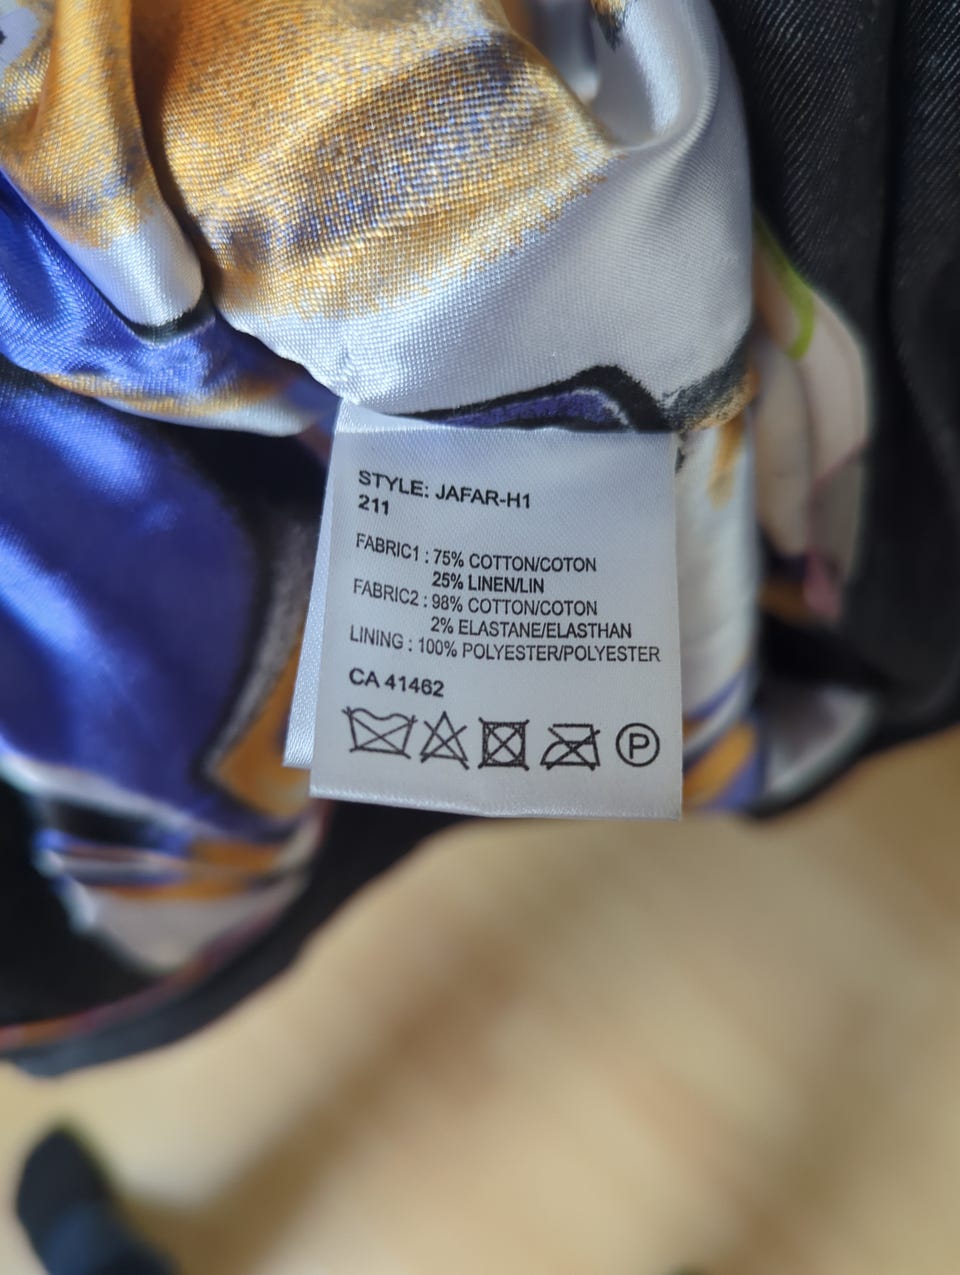 STYLE: JAFAR-H1
211
FABRIC1 : 75% COTTON/COTON
25% LINEN/LIN
FABRIC2 : 98% COTTON/COTON
2% ELASTANE/ELASTHAN
LINING : 100% POLYESTER/POLYESTER
CA 41462
P